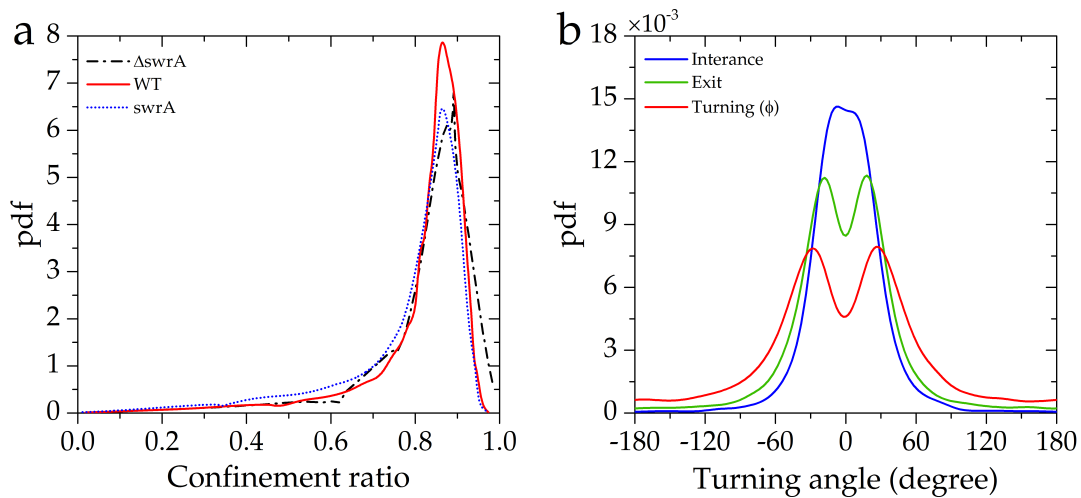 a
8
7
6
5
4
3
2
1
0
pdf
ΔswrA
WT
swrA
0.0 0.2 0.4 0.6 0.8 1.0
Confinement ratio
b
×10⁻³
18
15
12
9
6
3
0
pdf
Interance
Exit
Turning (ϕ)
-180 -120 -60 0 60 120 180
Turning angle (degree)